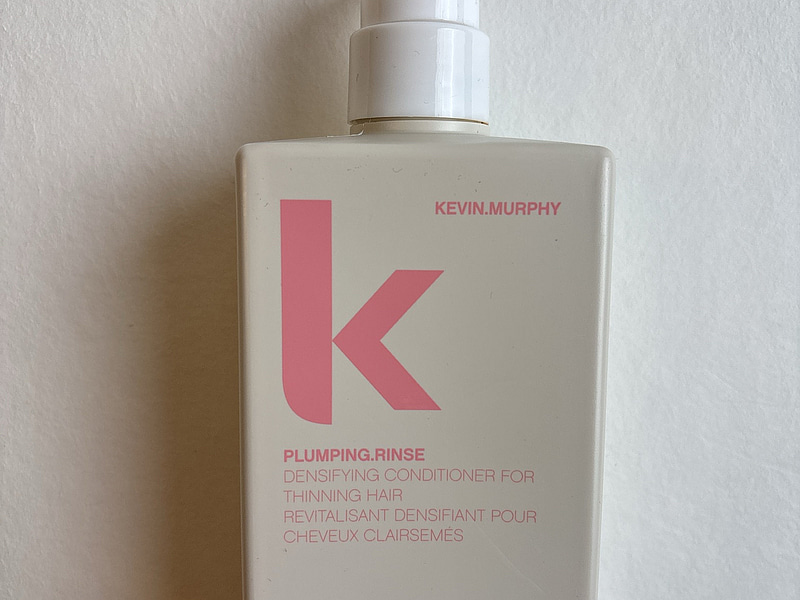 KEVIN.MURPHY
k
PLUMPING.RINSE
DENSIFYING CONDITIONER FOR
THINNING HAIR
REVITALISANT DENSIFIANT POUR
CHEVEUX CLAIRSEMÉS